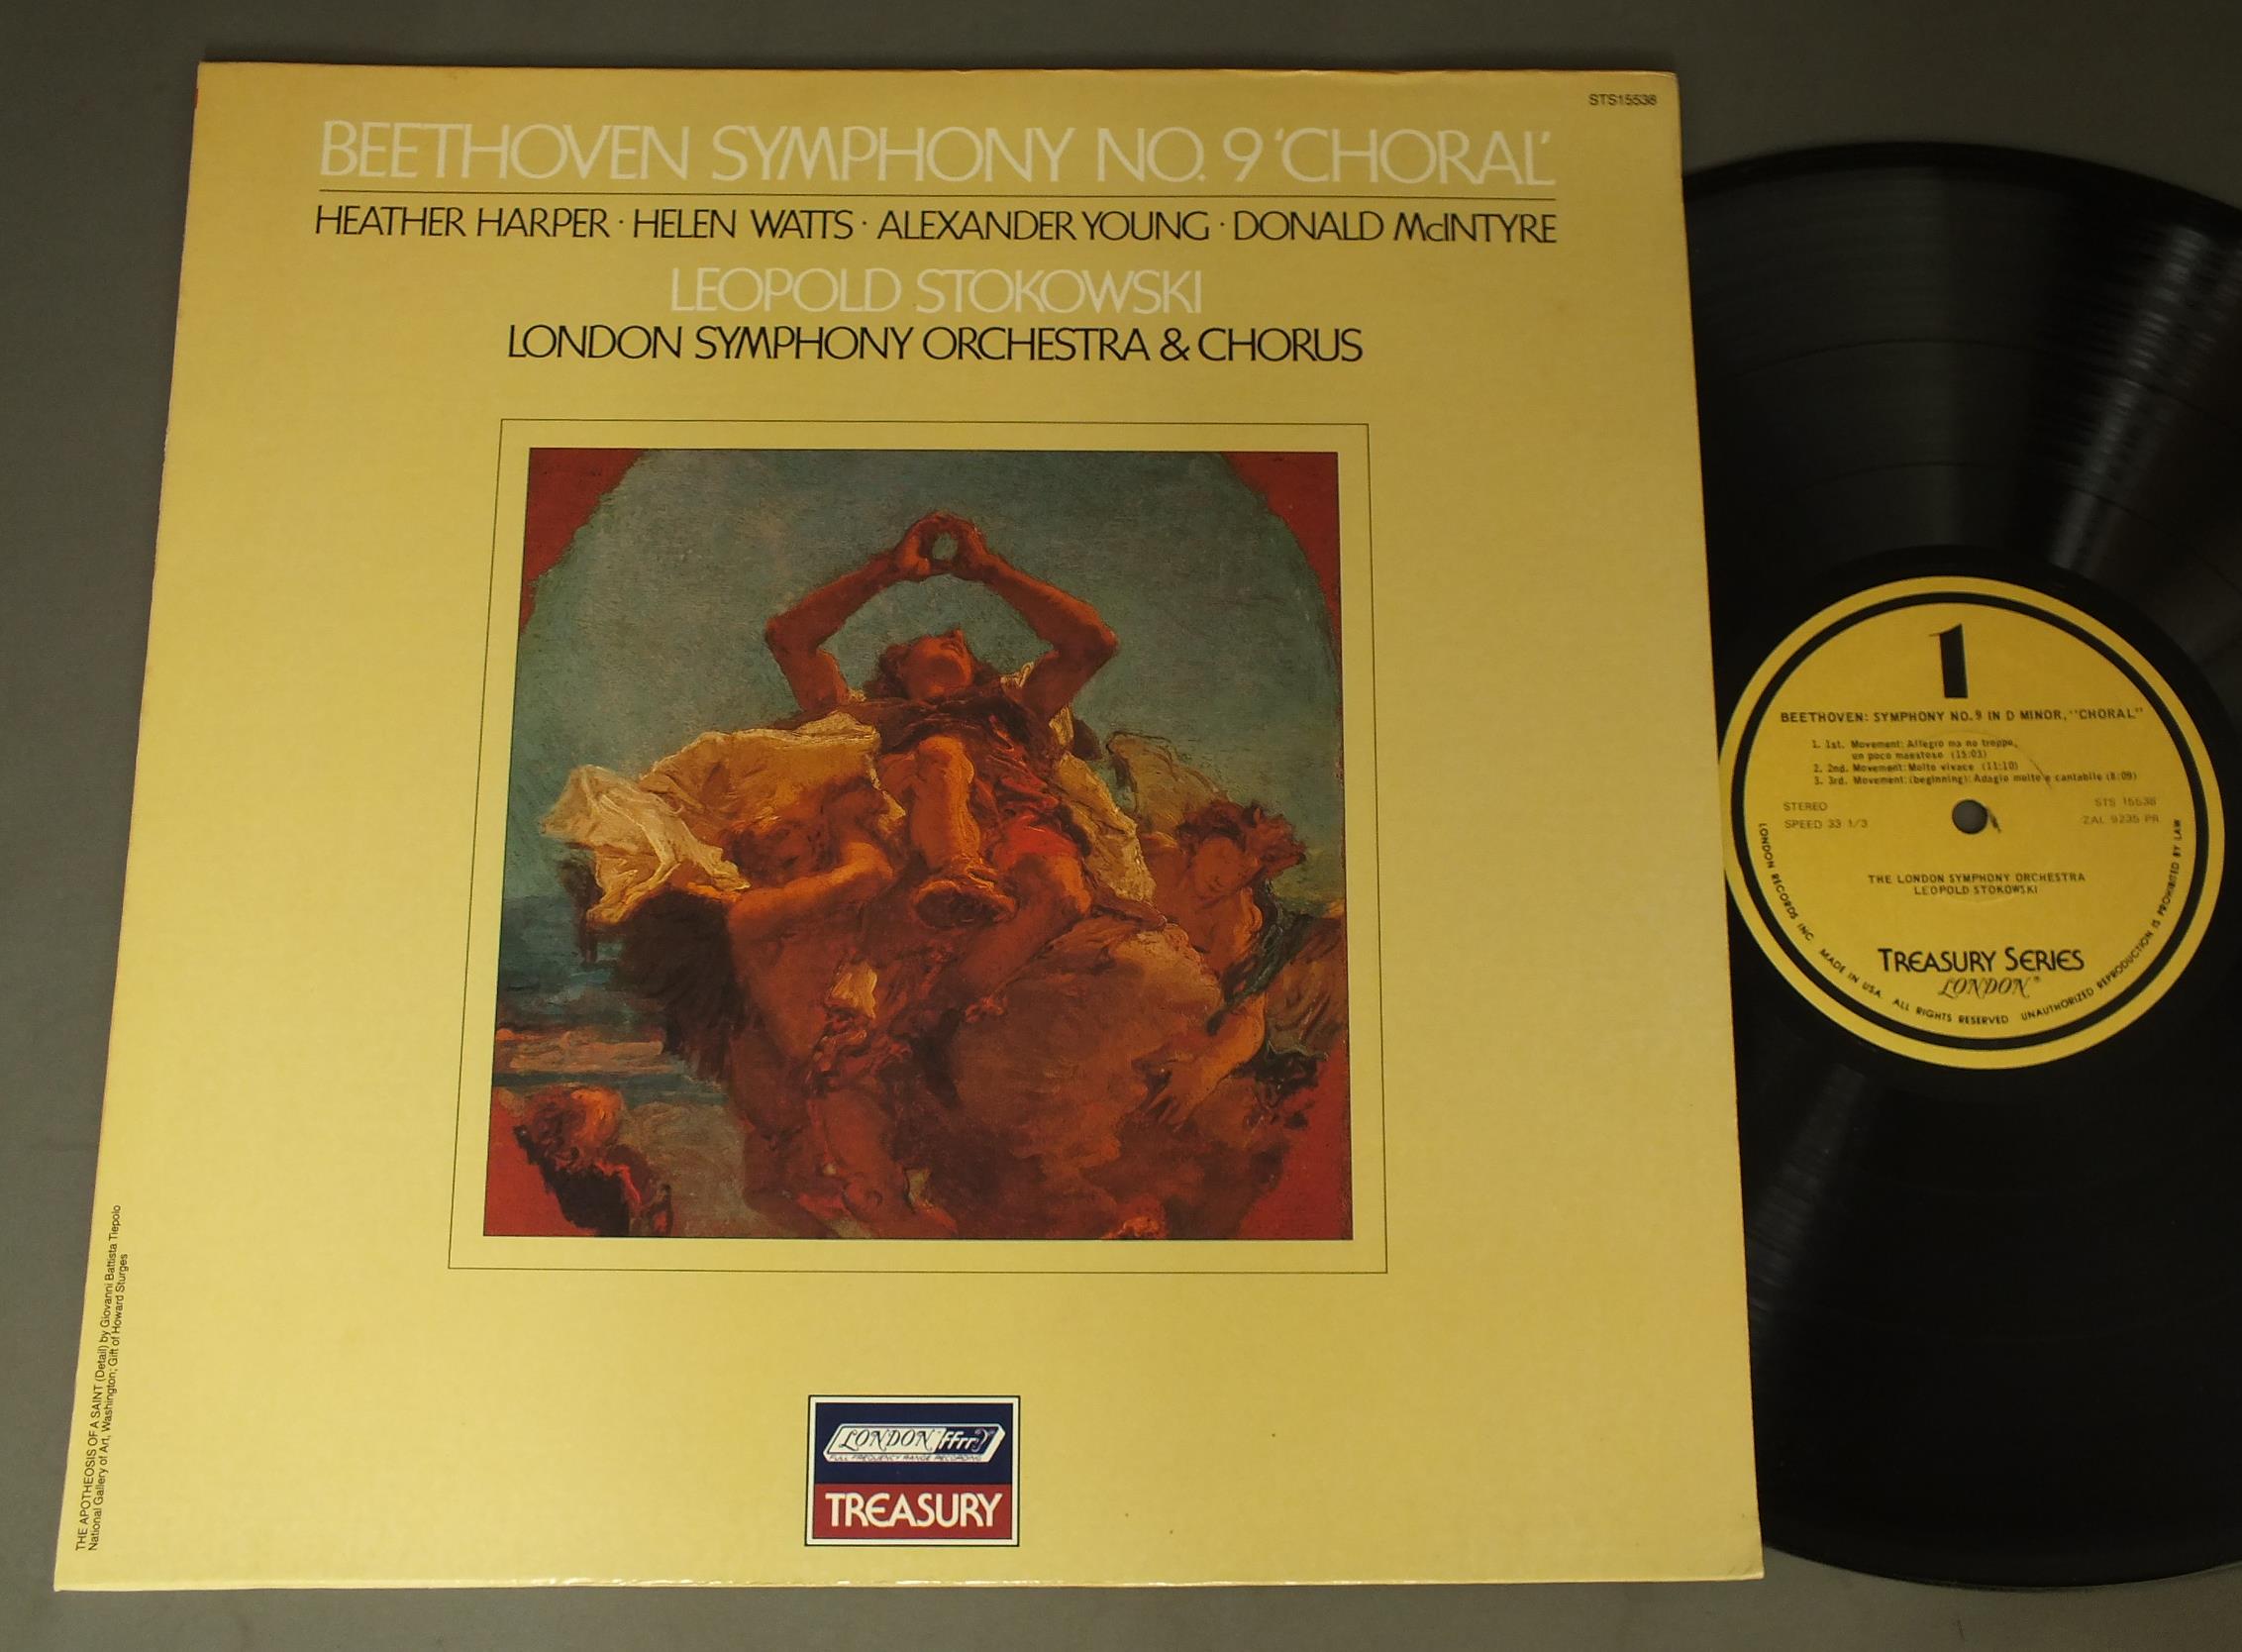 STS15538
BEETHOVEN SYMPHONY NO. 9 'CHORAL'
HEATHER HARPER · HELEN WATTS · ALEXANDER YOUNG · DONALD McINTYRE
LEOPOLD STOKOWSKI
LONDON SYMPHONY ORCHESTRA & CHORUS
THE APOTHEOSIS OF A SAINT (Detail) by Giovanni Battista Tiepolo
National Gallery of Art, Washington; Gift of Howard Sturges
LONDON ffrr
FULL FREQUENCY RANGE RECORDING
TREASURY
1
BEETHOVEN: SYMPHONY NO. 9 IN D MINOR, "CHORAL"
1. 1st. Movement: Allegro ma no troppo,
un poco maestoso (15:03)
2. 2nd. Movement: Molto vivace (11:10)
3. 3rd. Movement: (beginning): Adagio molto e cantabile (8:09)
STEREO STS 15538
SPEED 33 1/3 ZAL 9235 PR
THE LONDON SYMPHONY ORCHESTRA
LEOPOLD STOKOWSKI
TREASURY SERIES
LONDON®
LONDON RECORDS INC. MADE IN USA ALL RIGHTS RESERVED UNAUTHORIZED REPRODUCTION IS PROHIBITED BY LAW